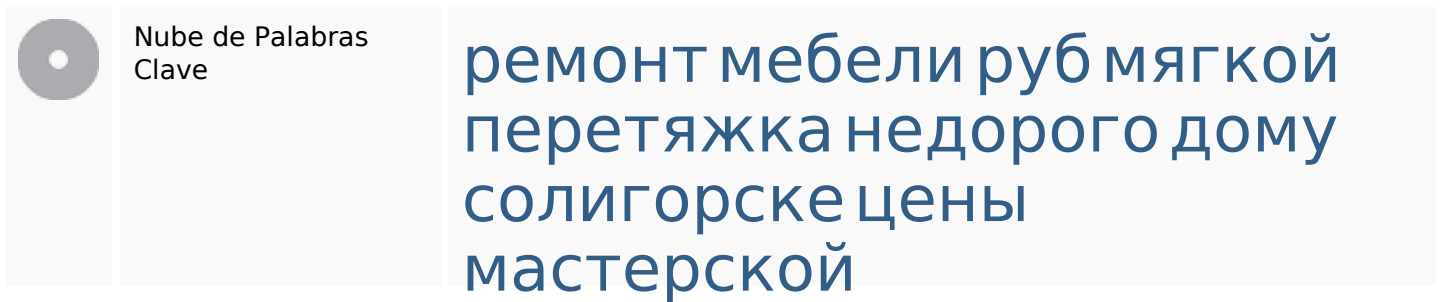 Nube de Palabras
Clave
ремонт мебели руб мягкой
перетяжка недорого дому
солигорске цены
мастерской